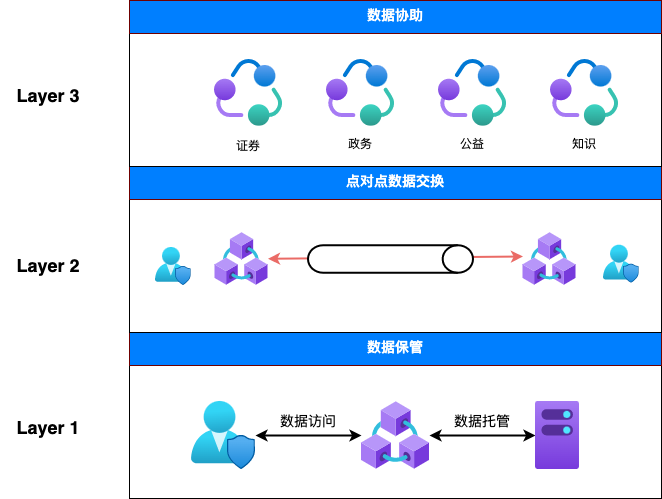 数据协助
Layer 3
证券
政务
公益
知识
点对点数据交换
Layer 2
数据保管
Layer 1
数据访问
数据托管